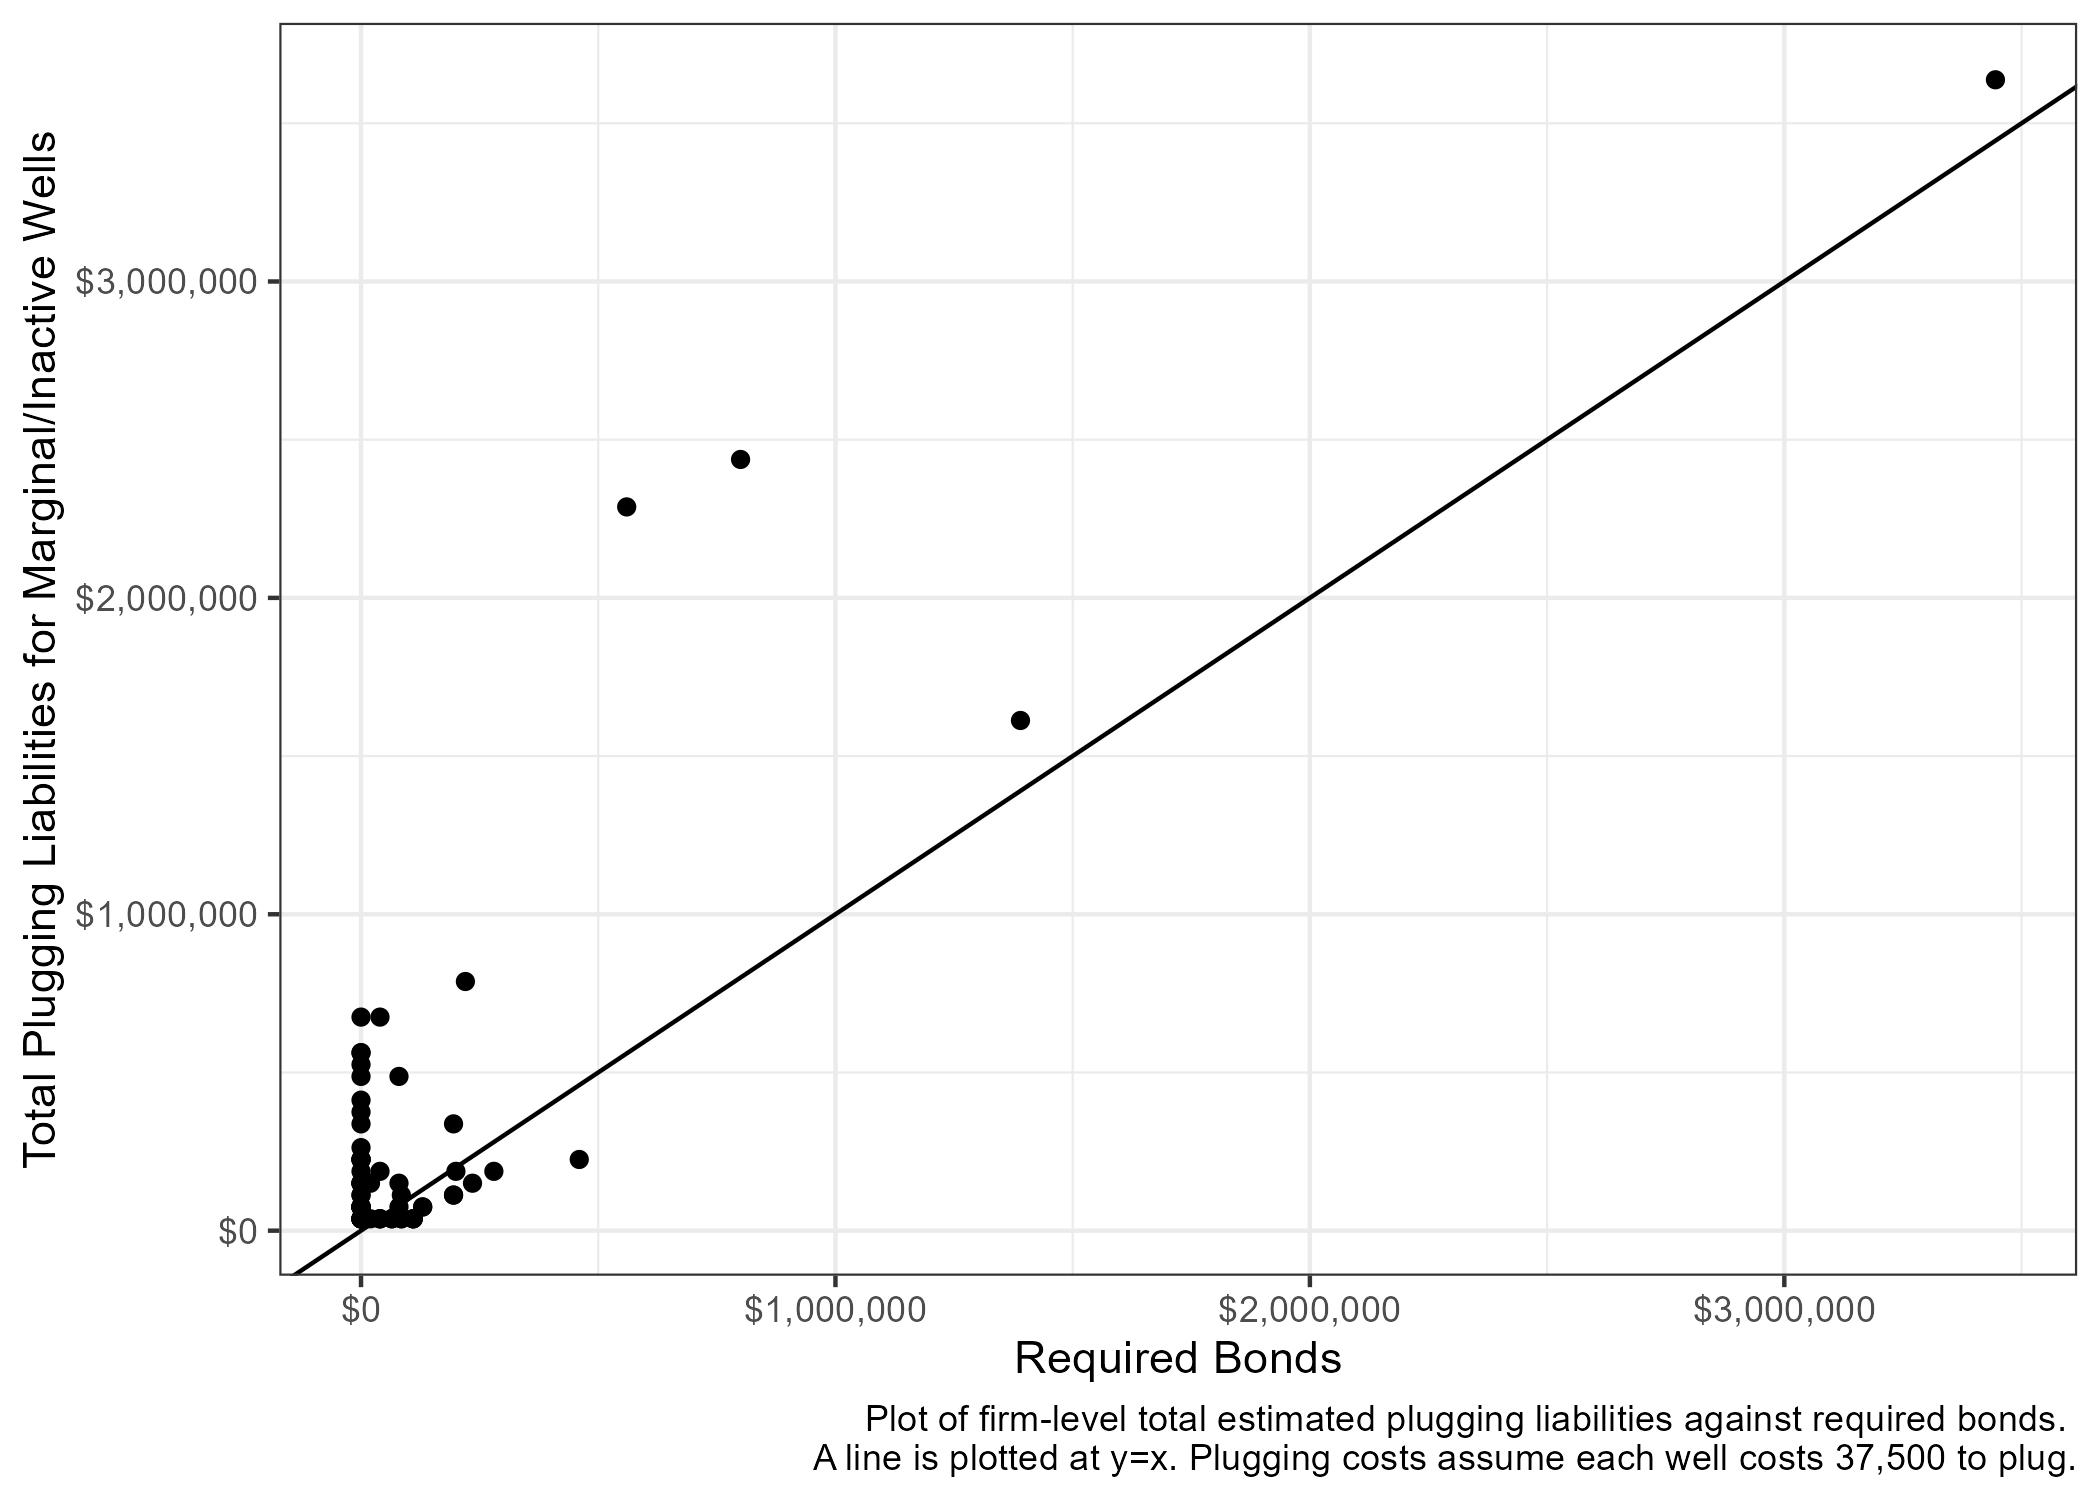 Total Plugging Liabilities for Marginal/Inactive Wells
$3,000,000
$2,000,000
$1,000,000
$0
$0
$1,000,000
$2,000,000
$3,000,000
Required Bonds
Plot of firm-level total estimated plugging liabilities against required bonds.
A line is plotted at y=x. Plugging costs assume each well costs 37,500 to plug.